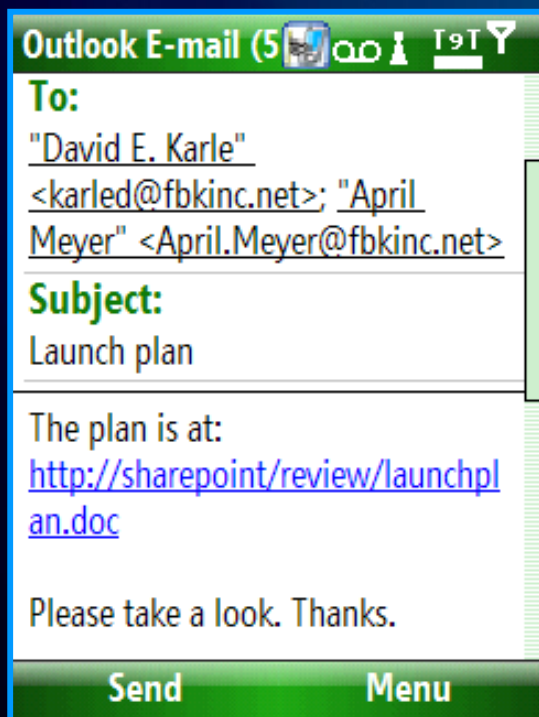 Outlook E-mail (5
T9T
To:
"David E. Karle"
<karled@fbkinc.net>; "April
Meyer" <April.Meyer@fbkinc.net>
Subject:
Launch plan
The plan is at:
http://sharepoint/review/launchpl
an.doc
Please take a look. Thanks.
Send Menu